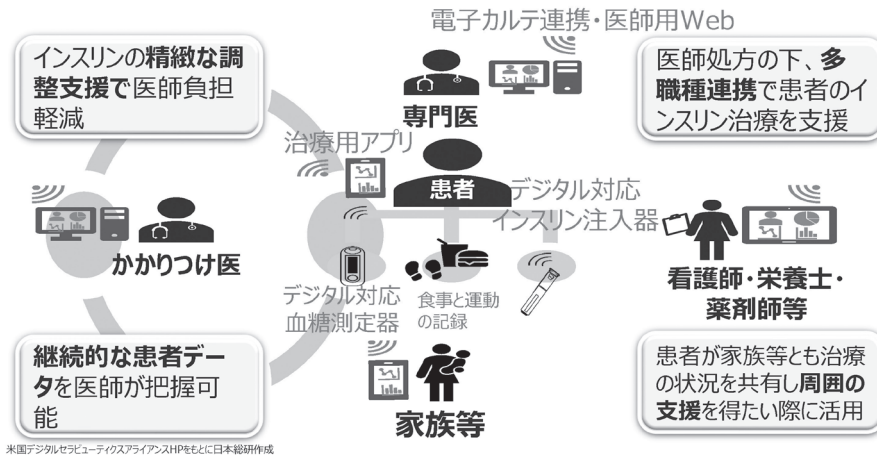 電子カルテ連携・医師用Web
インスリンの精緻な調
整支援で医師負担
軽減
医師処方の下、多
職種連携で患者のイ
ンスリン治療を支援
専門医
治療用アプリ
患者
デジタル対応
インスリン注入器
かかりつけ医
デジタル対応
血糖測定器
食事と運動
の記録
看護師・栄養士・
薬剤師等
継続的な患者デー
タを医師が把握可
能
家族等
患者が家族等とも治療
の状況を共有し周囲の
支援を得たい際に活用
米国デジタルセラピューティクスアライアンスHPをもとに日本総研作成